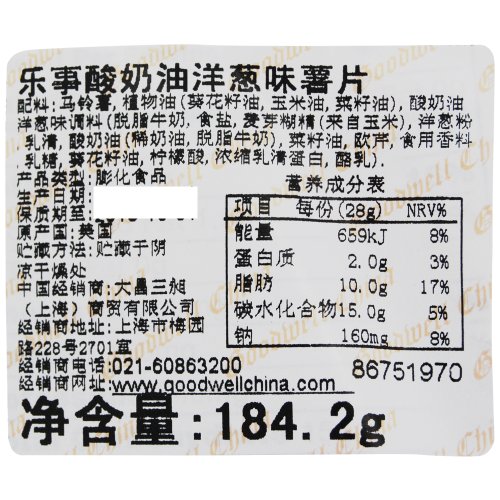 乐事酸奶油洋葱味薯片
配料: 马铃薯, 植物油(葵花籽油, 玉米油, 菜籽油), 酸奶油
洋葱味调料(脱脂牛奶, 食盐, 麦芽糊精(来自玉米), 洋葱粉
乳清, 酸奶油(稀奶油, 脱脂牛奶), 菜籽油, 欧芹, 食用香料
乳糖, 葵花籽油, 柠檬酸, 浓缩乳清蛋白, 酪乳).
产品类型: 膨化食品
生产日期:
保质期至:
原产国: 美国
贮藏方法: 贮藏于阴
凉干燥处
中国经销商: 大昌三昶
(上海) 商贸有限公司
经销商地址: 上海市梅园
路228号2701室
经销商电话:021-60863200
经销商网址:www.goodwellchina.com
营养成分表
项目 每份(28g) NRV%
能量 659kJ 8%
蛋白质 2.0g 3%
脂肪 10.0g 17%
碳水化合物 15.0g 5%
钠 160mg 8%
86751970
净含量:184.2g
Goodwell China